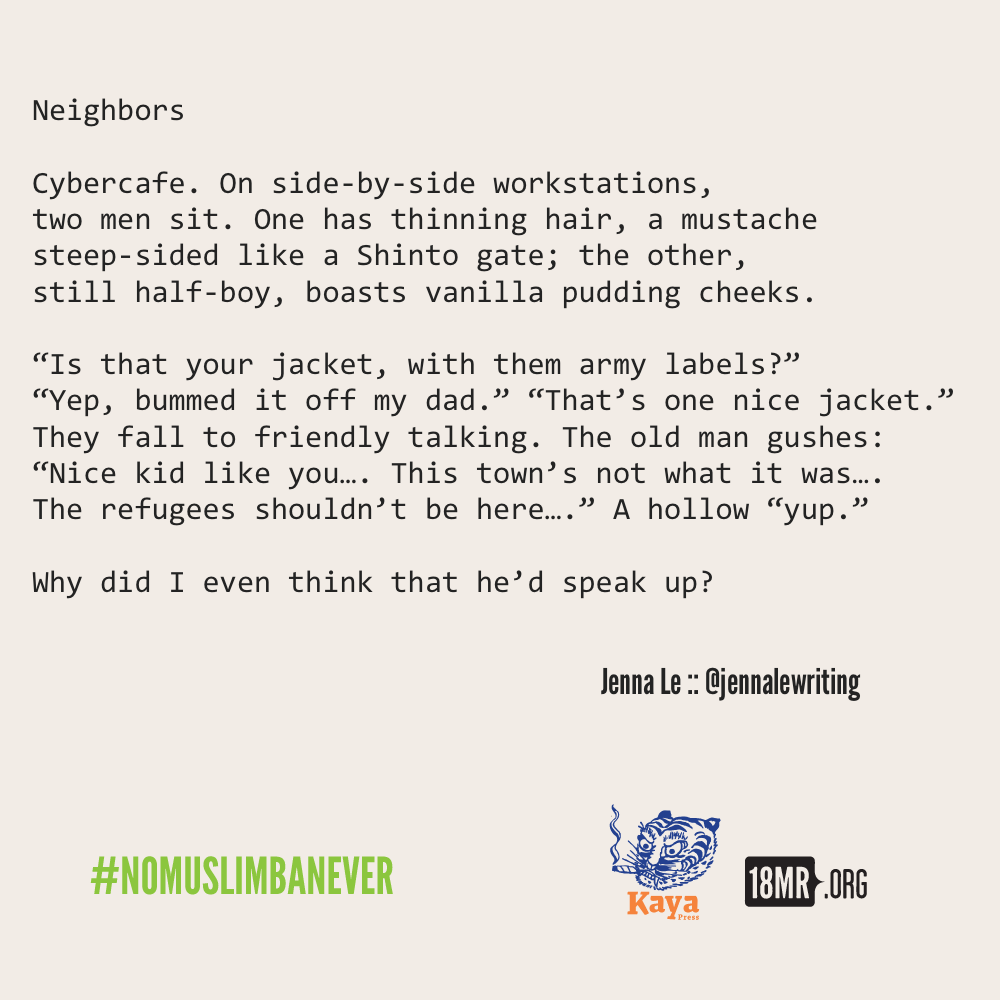 Neighbors
Cybercafe. On side-by-side workstations,
two men sit. One has thinning hair, a mustache
steep-sided like a Shinto gate; the other,
still half-boy, boasts vanilla pudding cheeks.
“Is that your jacket, with them army labels?”
“Yep, bummed it off my dad.” “That’s one nice jacket.”
They fall to friendly talking. The old man gushes:
“Nice kid like you…. This town’s not what it was….
The refugees shouldn’t be here….” A hollow “yup.”
Why did I even think that he’d speak up?
Jenna Le :: @jennalewriting
#NOMUSLIMBANEVER
Kaya
Press
18MR.ORG